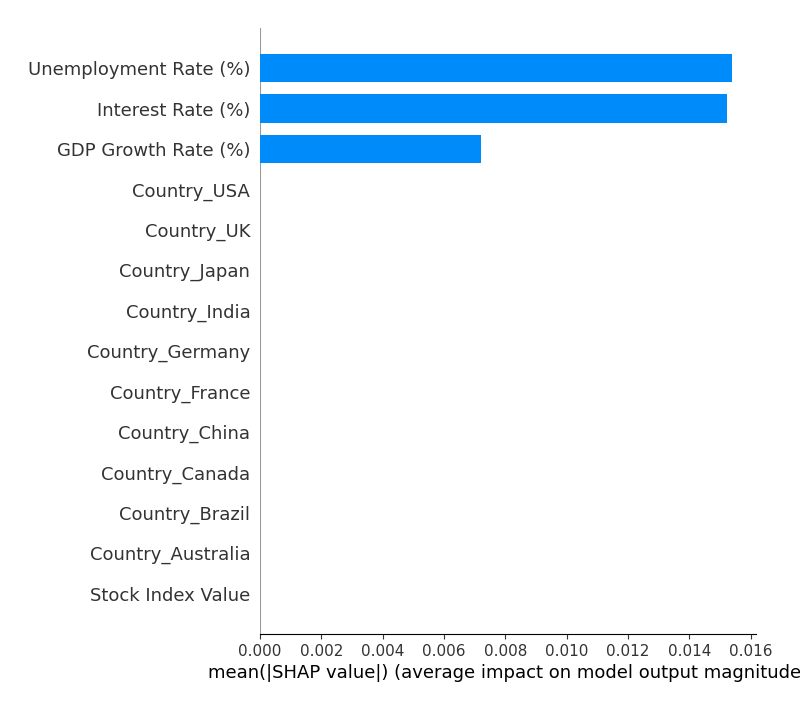 Unemployment Rate (%)
Interest Rate (%)
GDP Growth Rate (%)
Country_USA
Country_UK
Country_Japan
Country_India
Country_Germany
Country_France
Country_China
Country_Canada
Country_Brazil
Country_Australia
Stock Index Value
0.000 0.002 0.004 0.006 0.008 0.010 0.012 0.014 0.016
mean(|SHAP value|) (average impact on model output magnitude